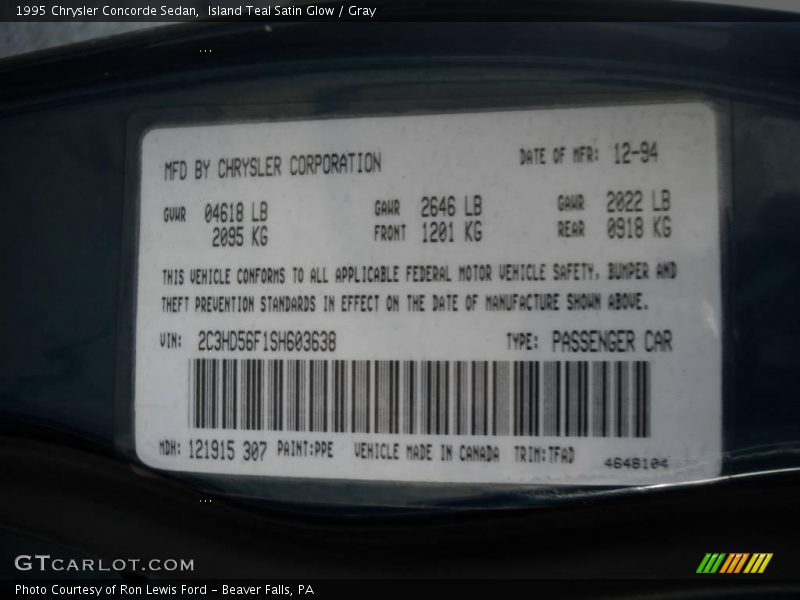 1995 Chrysler Concorde Sedan,  Island Teal Satin Glow / Gray
MFD BY CHRYSLER CORPORATION DATE OF MFR: 12-94
GVWR 04618 LB GAWR 2646 LB GAWR 2022 LB
2095 KG FRONT 1201 KG REAR 0918 KG
THIS VEHICLE CONFORMS TO ALL APPLICABLE FEDERAL MOTOR VEHICLE SAFETY, BUMPER AND
THEFT PREVENTION STANDARDS IN EFFECT ON THE DATE OF MANUFACTURE SHOWN ABOVE.
VIN: 2C3HD56F1SH603638 TYPE: PASSENGER CAR
MDH: 121915 307 PAINT:PPE VEHICLE MADE IN CANADA TRIM:TFAD 4648104
GTCARLOT.COM
Photo Courtesy of Ron Lewis Ford - Beaver Falls, PA